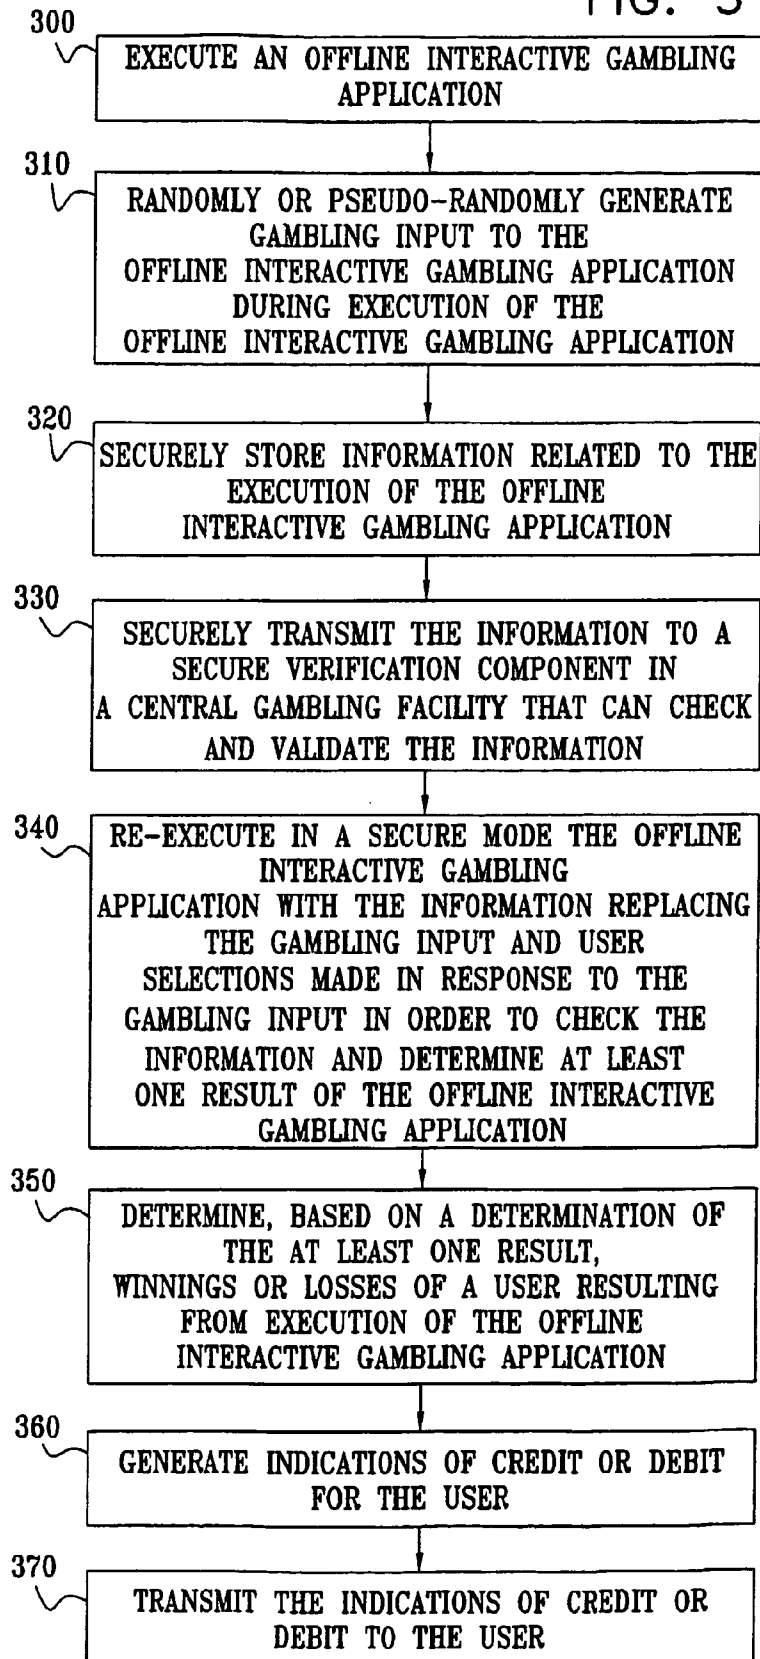 FIG. 3
300
EXECUTE AN OFFLINE INTERACTIVE GAMBLING
APPLICATION
310
RANDOMLY OR PSEUDO-RANDOMLY GENERATE
GAMBLING INPUT TO THE
OFFLINE INTERACTIVE GAMBLING APPLICATION
DURING EXECUTION OF THE
OFFLINE INTERACTIVE GAMBLING APPLICATION
320
SECURELY STORE INFORMATION RELATED TO THE
EXECUTION OF THE OFFLINE
INTERACTIVE GAMBLING APPLICATION
330
SECURELY TRANSMIT THE INFORMATION TO A
SECURE VERIFICATION COMPONENT IN
A CENTRAL GAMBLING FACILITY THAT CAN CHECK
AND VALIDATE THE INFORMATION
340
RE-EXECUTE IN A SECURE MODE THE OFFLINE
INTERACTIVE GAMBLING
APPLICATION WITH THE INFORMATION REPLACING
THE GAMBLING INPUT AND USER
SELECTIONS MADE IN RESPONSE TO THE
GAMBLING INPUT IN ORDER TO CHECK THE
INFORMATION AND DETERMINE AT LEAST
ONE RESULT OF THE OFFLINE INTERACTIVE
GAMBLING APPLICATION
350
DETERMINE, BASED ON A DETERMINATION OF
THE AT LEAST ONE RESULT,
WINNINGS OR LOSSES OF A USER RESULTING
FROM EXECUTION OF THE OFFLINE
INTERACTIVE GAMBLING APPLICATION
360
GENERATE INDICATIONS OF CREDIT OR DEBIT
FOR THE USER
370
TRANSMIT THE INDICATIONS OF CREDIT OR
DEBIT TO THE USER